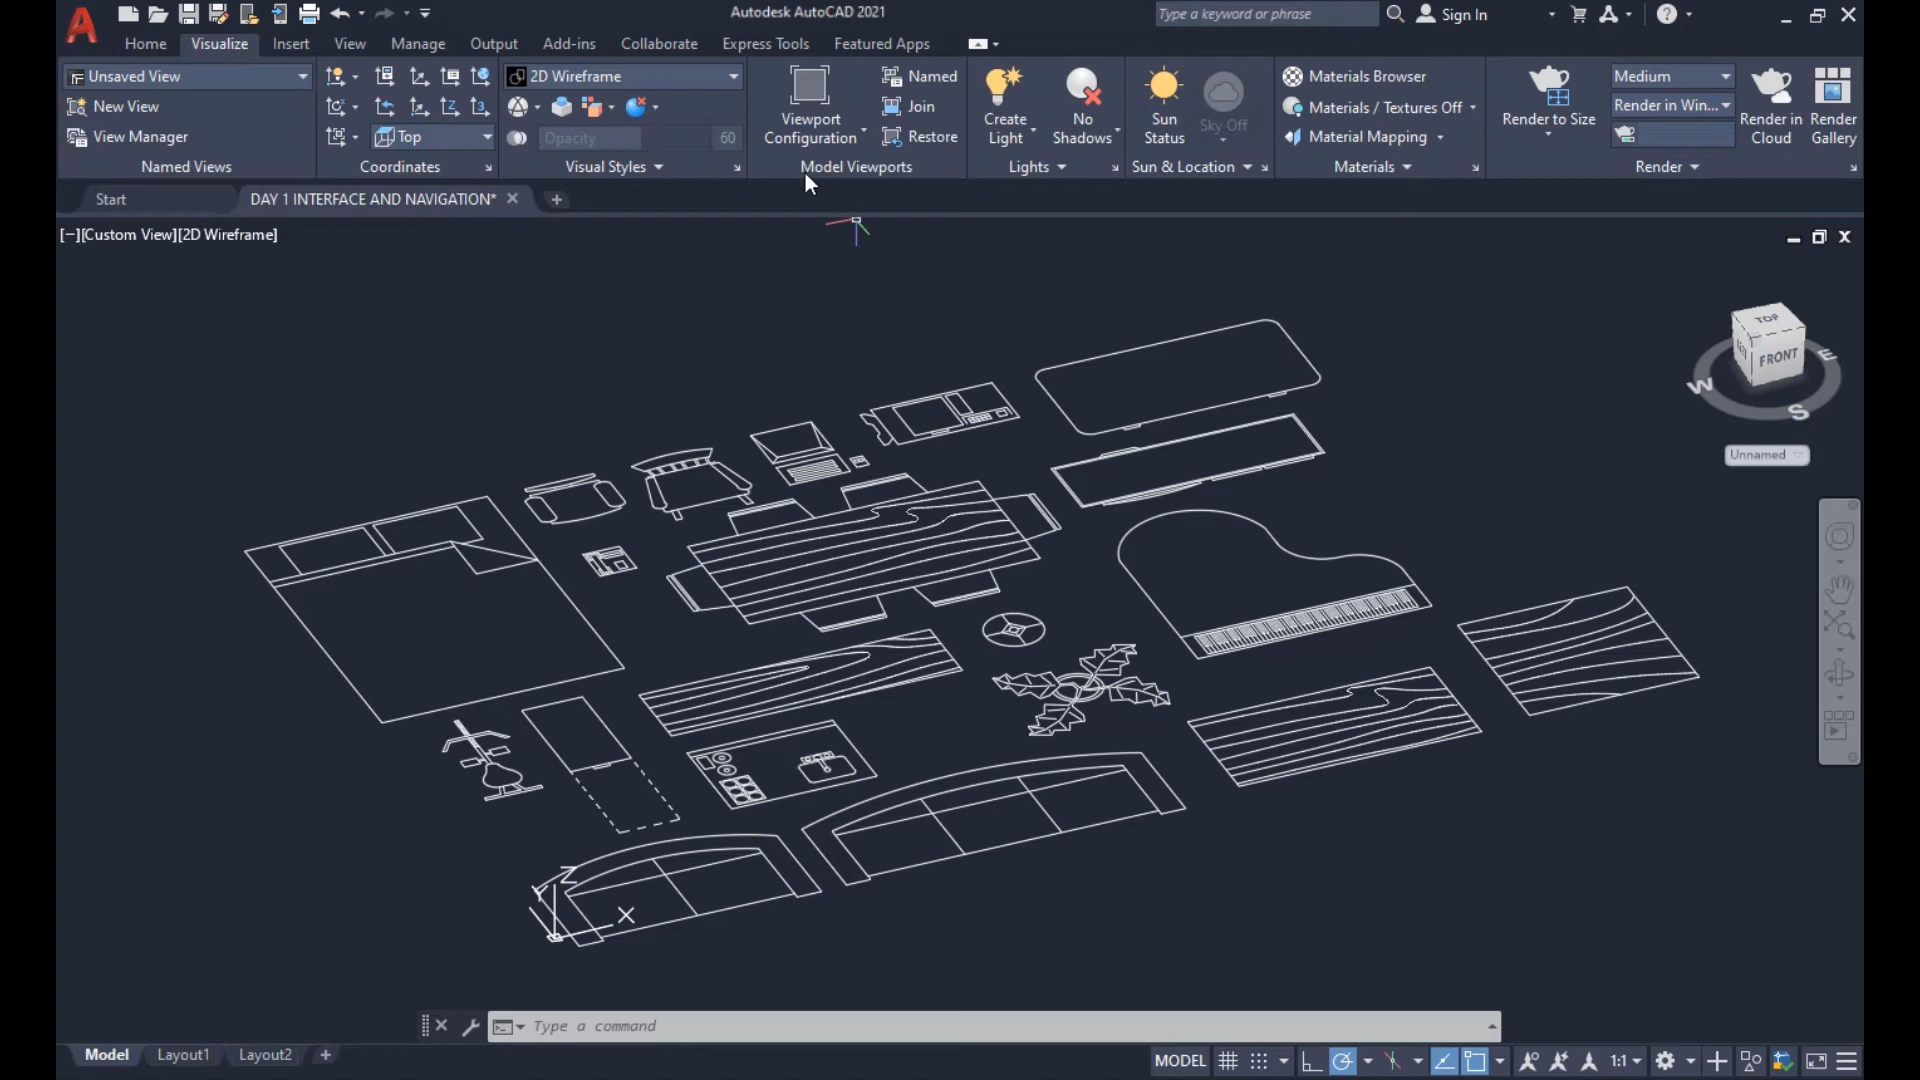 Autodesk AutoCAD 2021
Type a keyword or phrase
Sign In
Home Visualize Insert View Manage Output Add-ins Collaborate Express Tools Featured Apps
Unsaved View
New View
View Manager
Named Views
Top
Coordinates
2D Wireframe
Opacity 60
Visual Styles
Viewport Configuration
Named
Join
Restore
Model Viewports
Create Light
No Shadows
Lights
Sun Status
Sky Off
Sun & Location
Materials Browser
Materials / Textures Off
Material Mapping
Materials
Render to Size
Medium
Render in Win...
Render in Cloud
Render Gallery
Render
Start
DAY 1 INTERFACE AND NAVIGATION*
[−][Custom View][2D Wireframe]
TOP
FRONT
W
E
S
Unnamed
Z
Y
X
Type a command
Model Layout1 Layout2
MODEL
1:1